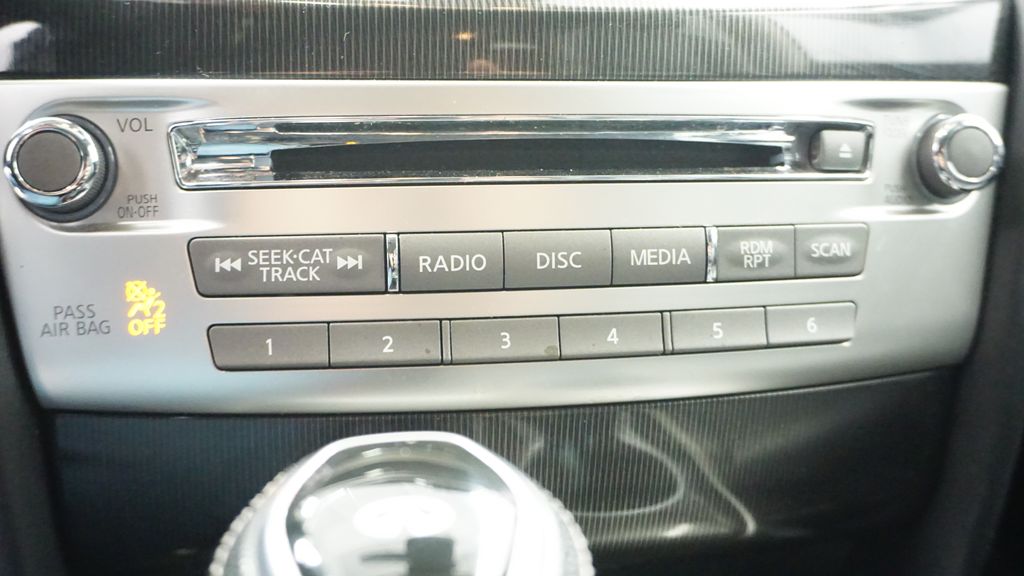 VOL
PUSH
ON·OFF
SEEK·CAT
TRACK
RADIO
DISC
MEDIA
RDM
RPT
SCAN
PASS
AIR BAG
2
OFF
1
2
3
4
5
6